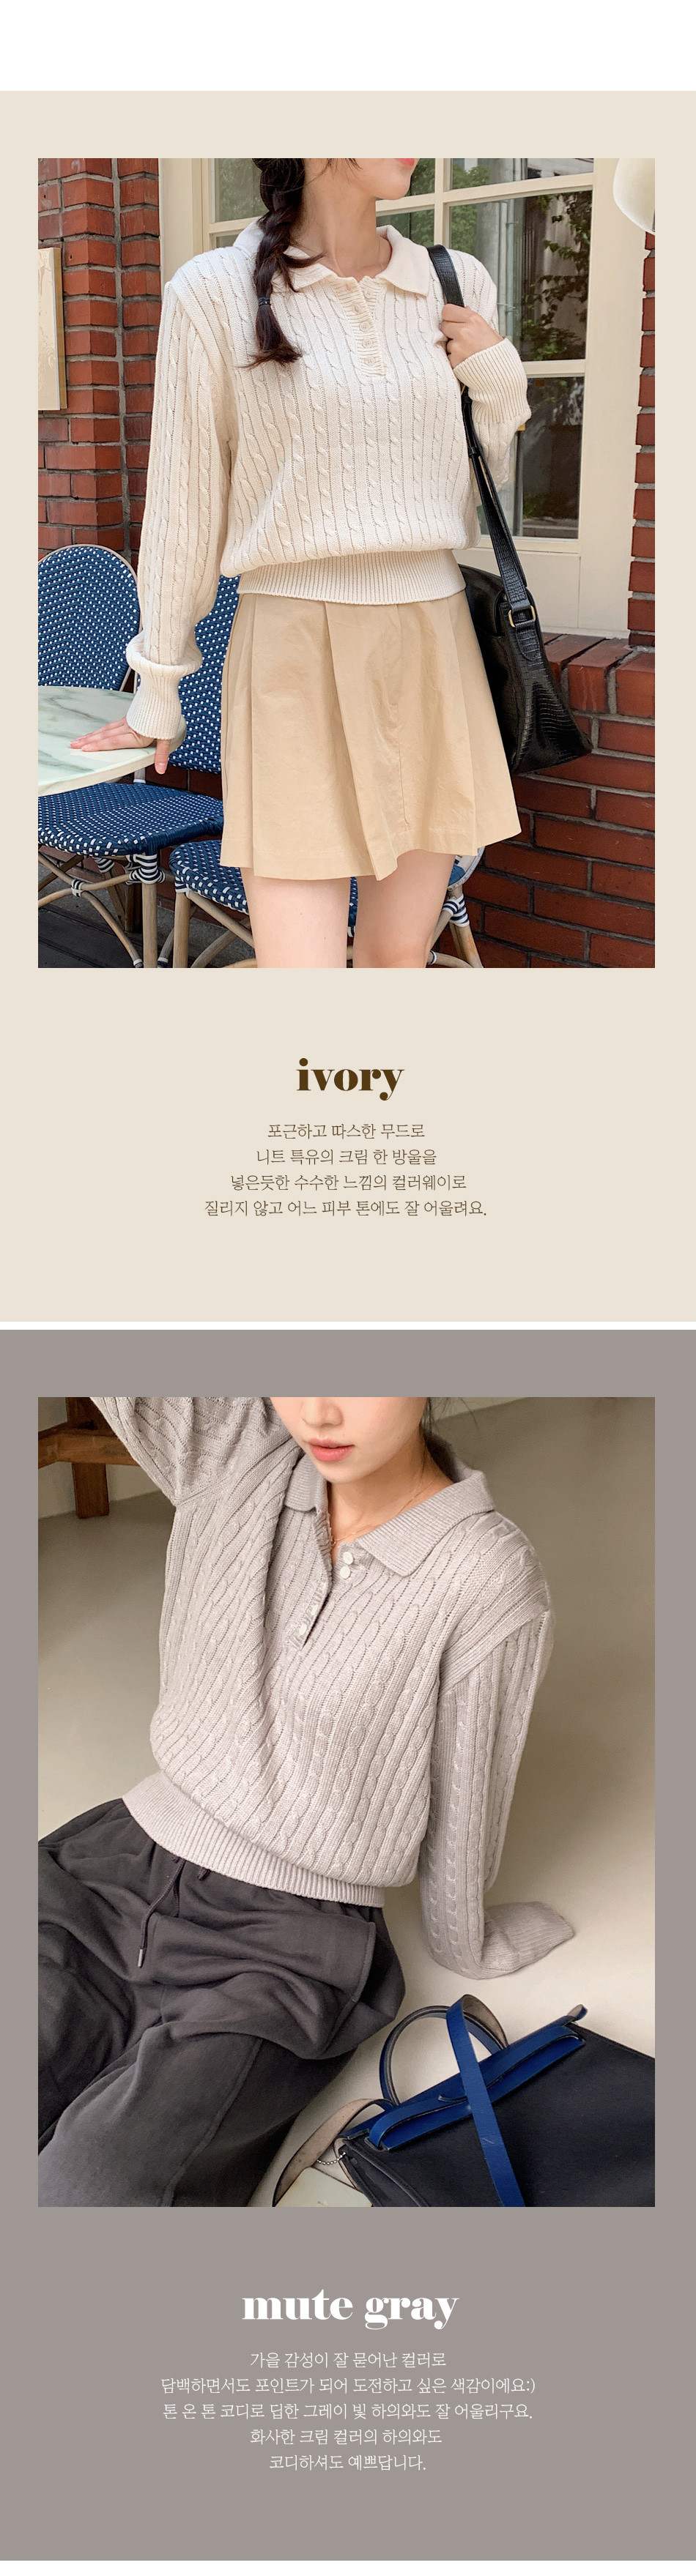 ivory
포근하고 따스한 무드로
니트 특유의 크림 한 방울을
넣은듯한 수수한 느낌의 컬러웨이로
질리지 않고 어느 피부 톤에도 잘 어울려요.
mute gray
가을 감성이 잘 묻어난 컬러로
담백하면서도 포인트가 되어 도전하고 싶은 색감이에요:)
톤 온 톤 코디로 딥한 그레이 빛 하의와도 잘 어울리구요.
화사한 크림 컬러의 하의와도
코디하셔도 예쁘답니다.